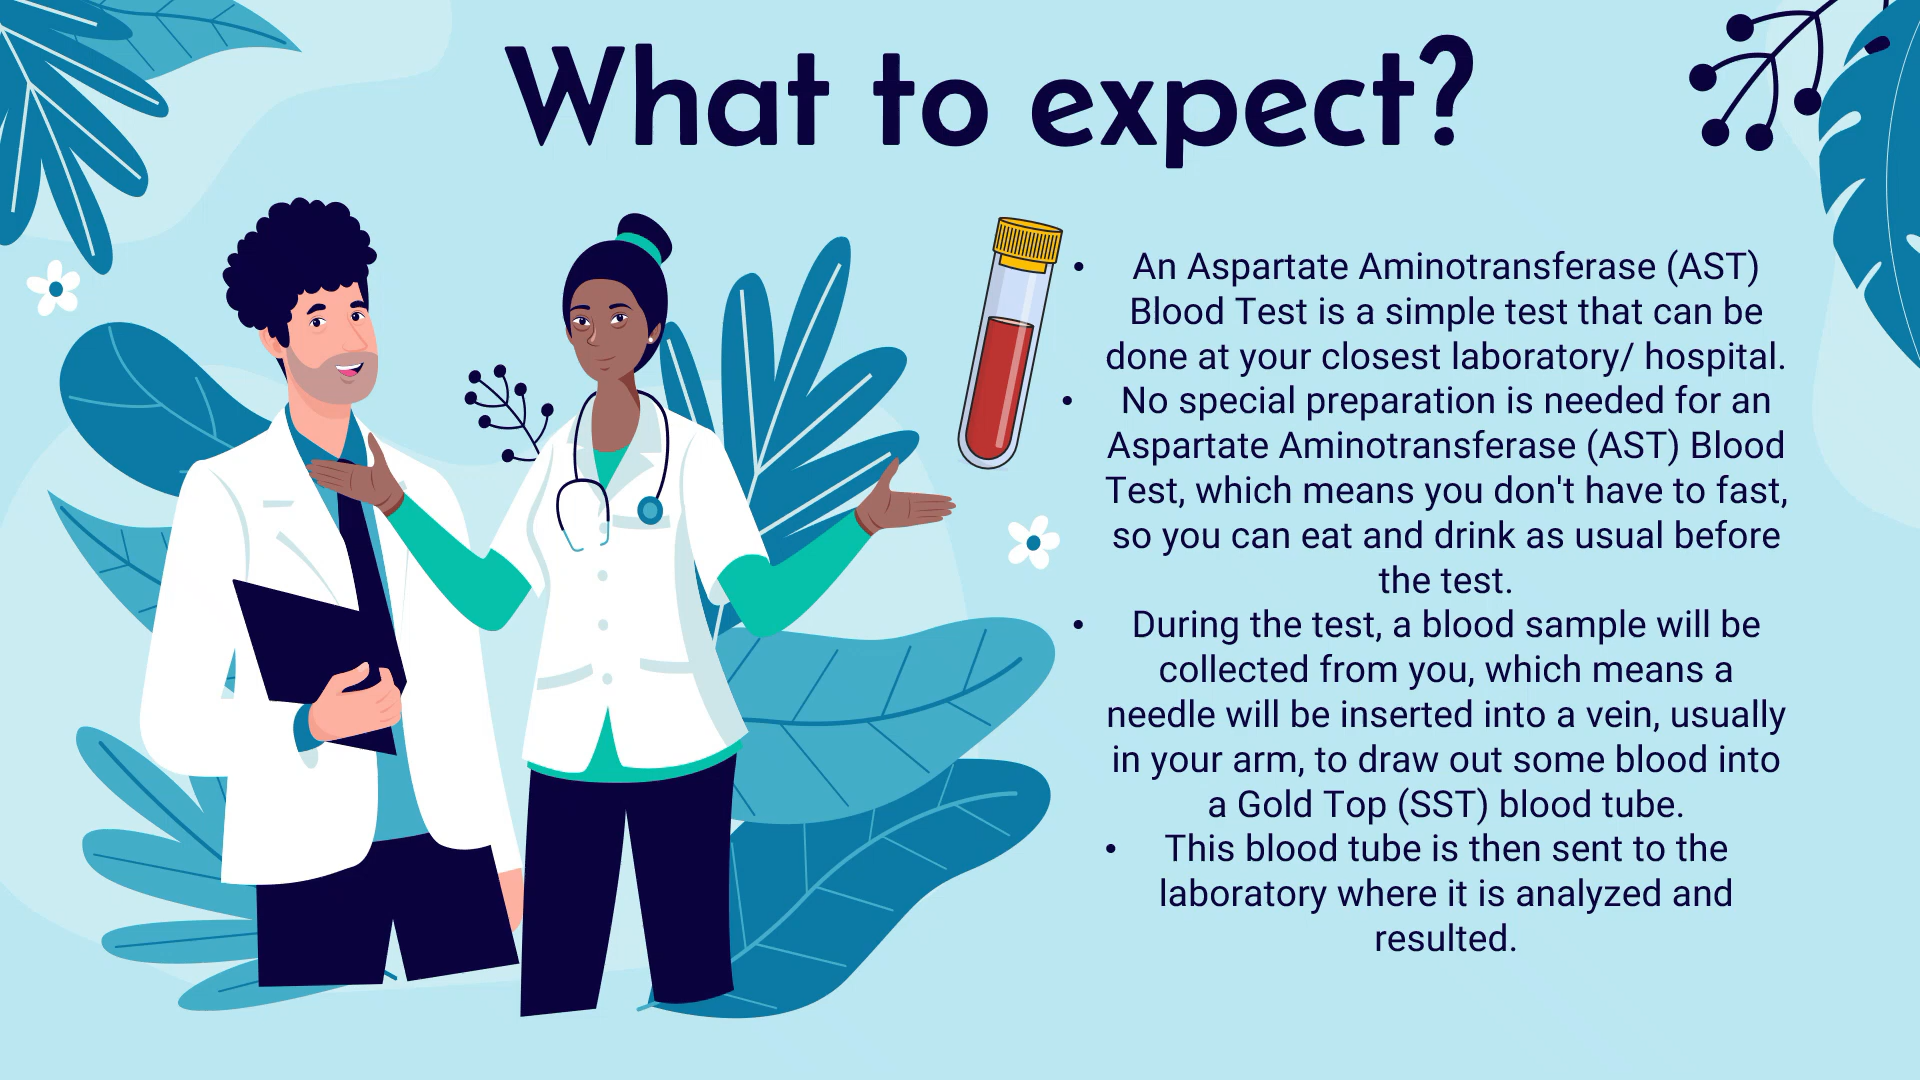 What to expect?
• An Aspartate Aminotransferase (AST)
Blood Test is a simple test that can be
done at your closest laboratory/ hospital.
• No special preparation is needed for an
Aspartate Aminotransferase (AST) Blood
Test, which means you don't have to fast,
so you can eat and drink as usual before
the test.
• During the test, a blood sample will be
collected from you, which means a
needle will be inserted into a vein, usually
in your arm, to draw out some blood into
a Gold Top (SST) blood tube.
• This blood tube is then sent to the
laboratory where it is analyzed and
resulted.